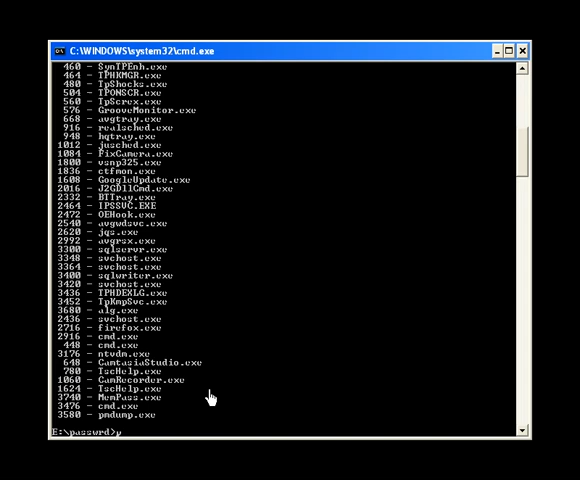 C:\WINDOWS\system32\cmd.exe
460 - SynTPEnh.exe
464 - TPHKMGR.exe
480 - TpShocks.exe
504 - TPONSCR.exe
560 - TpScrex.exe
576 - GrooveMonitor.exe
668 - avgtray.exe
916 - realsched.exe
948 - hqtray.exe
1012 - jusched.exe
1084 - FixCamera.exe
1800 - vsnp325.exe
1836 - ctfmon.exe
1608 - GoogleUpdate.exe
2016 - J2GDllCmd.exe
2332 - BTTray.exe
2464 - IPSSVC.EXE
2472 - OEHook.exe
2540 - avgwdsvc.exe
2620 - jqs.exe
2992 - avgrsx.exe
3300 - sqlservr.exe
3348 - svchost.exe
3364 - svchost.exe
3400 - sqlwriter.exe
3420 - svchost.exe
3436 - TPHDEXLG.exe
3452 - TpKmpSvc.exe
3680 - alg.exe
2436 - svchost.exe
2716 - firefox.exe
2916 - cmd.exe
448 - cmd.exe
3176 - ntvdm.exe
648 - CamtasiaStudio.exe
780 - TscHelp.exe
1060 - CamRecorder.exe
1624 - TscHelp.exe
3740 - MemPass.exe
3476 - cmd.exe
3580 - pmdump.exe
E:\passwrd>p